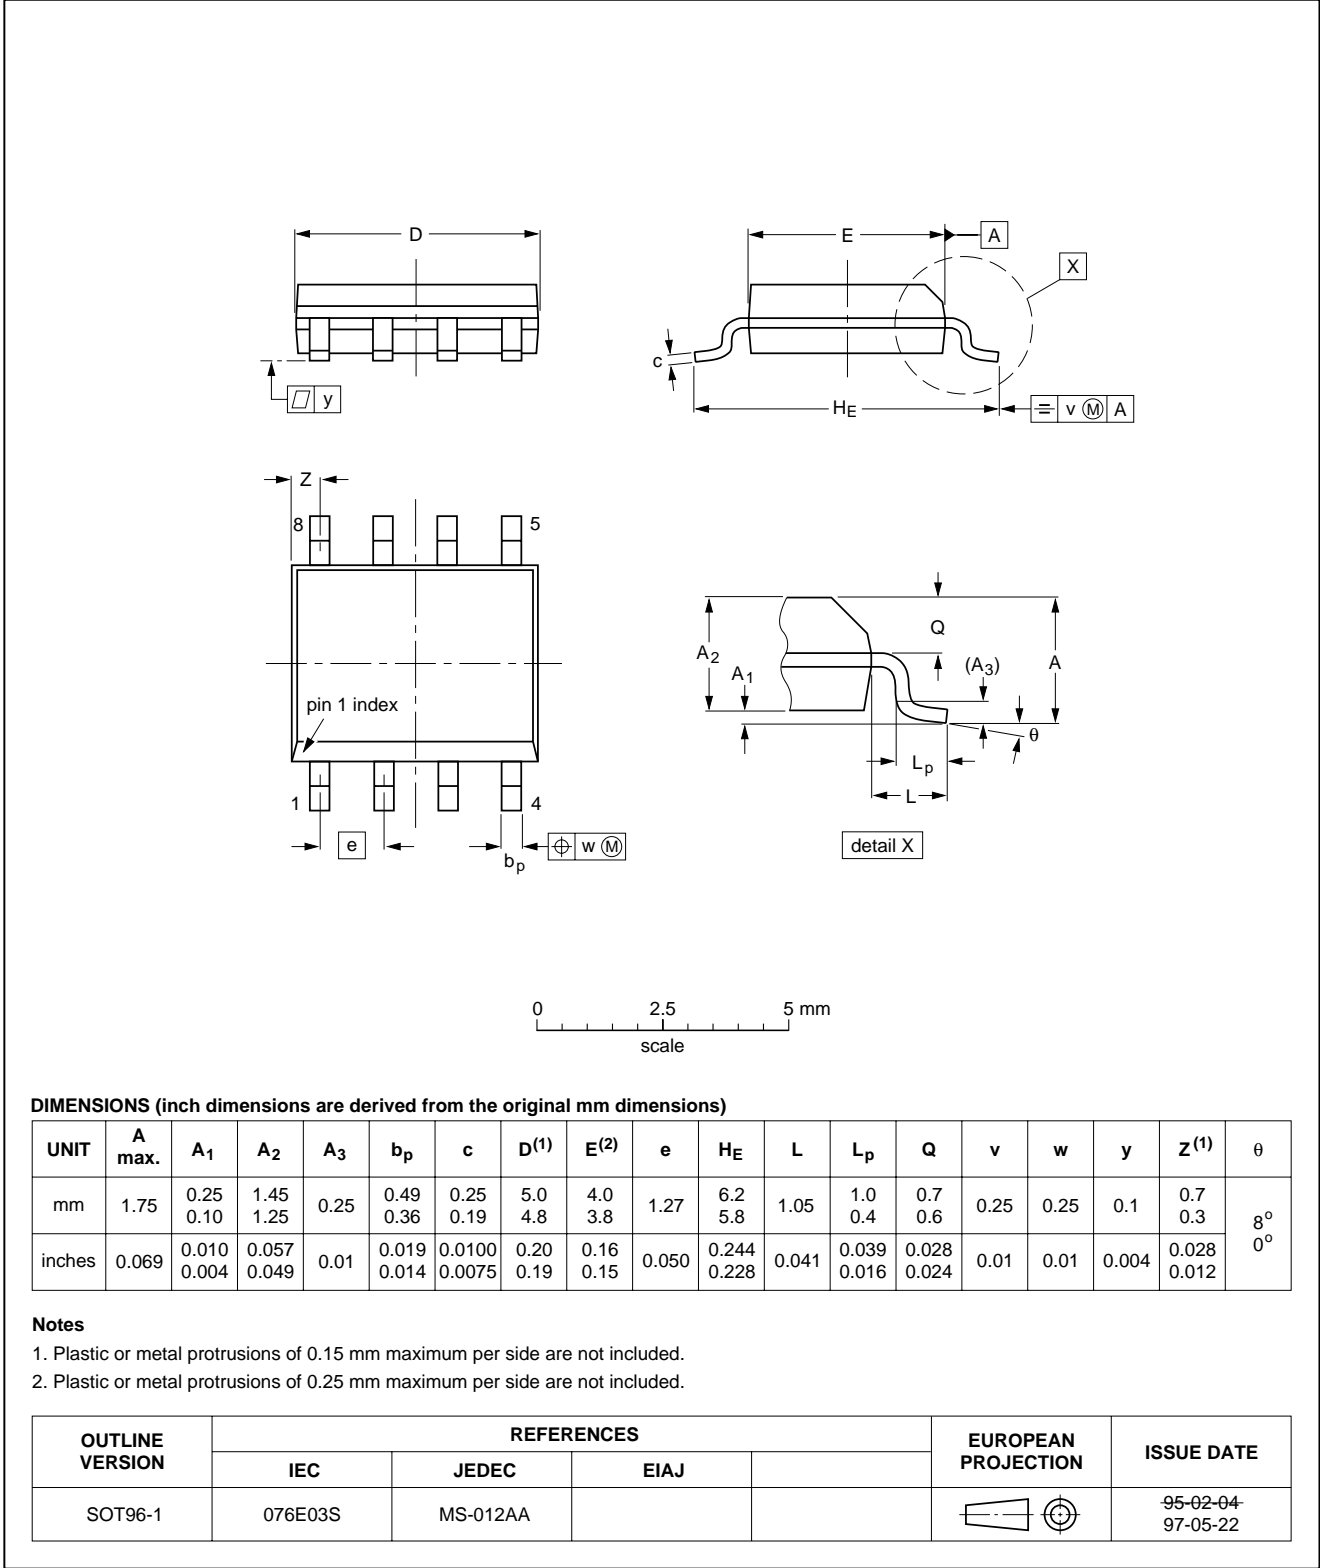 D
E
A
X
c
y
HE
v Ⓜ A
Z
8
5
pin 1 index
1
4
e
bp
w Ⓜ
Q
A2
A1
(A3)
A
θ
Lp
L
detail X
0 2.5 5 mm
scale
DIMENSIONS (inch dimensions are derived from the original mm dimensions)
UNIT A max. A1 A2 A3 bp c D(1) E(2) e HE L Lp Q v w y Z(1) θ
mm 1.75 0.25 0.10 1.45 1.25 0.25 0.49 0.36 0.25 0.19 5.0 4.8 4.0 3.8 1.27 6.2 5.8 1.05 1.0 0.4 0.7 0.6 0.25 0.25 0.1 0.7 0.3 8o 0o
inches 0.069 0.010 0.004 0.057 0.049 0.01 0.019 0.014 0.0100 0.0075 0.20 0.19 0.16 0.15 0.050 0.244 0.228 0.041 0.039 0.016 0.028 0.024 0.01 0.01 0.004 0.028 0.012
Notes
1. Plastic or metal protrusions of 0.15 mm maximum per side are not included.
2. Plastic or metal protrusions of 0.25 mm maximum per side are not included.
OUTLINE VERSION REFERENCES EUROPEAN PROJECTION ISSUE DATE
IEC JEDEC EIAJ
SOT96-1 076E03S MS-012AA 95-02-04
97-05-22